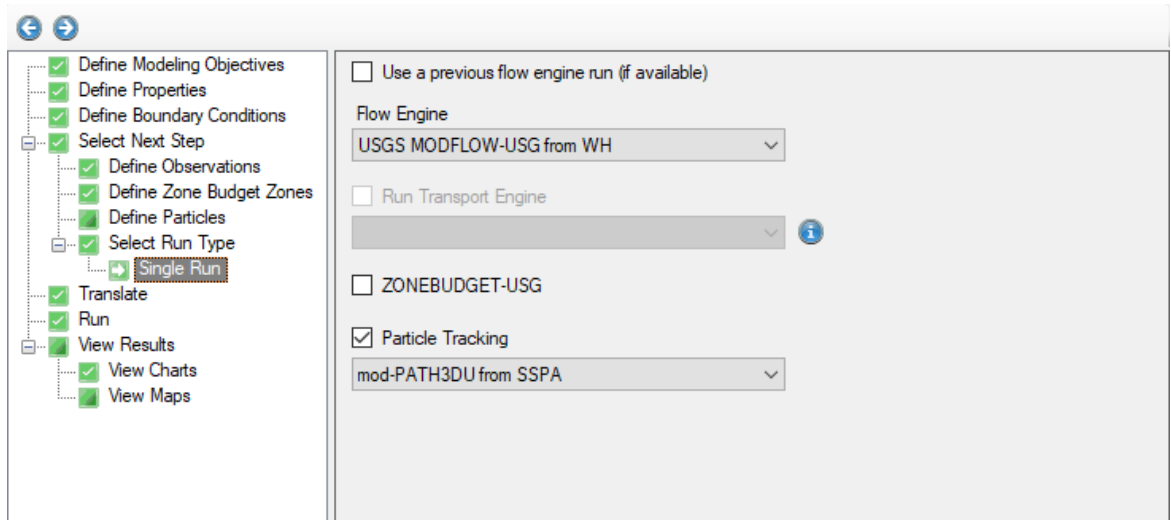 Define Modeling Objectives
Define Properties
Define Boundary Conditions
Select Next Step
Define Observations
Define Zone Budget Zones
Define Particles
Select Run Type
Single Run
Translate
Run
View Results
View Charts
View Maps
Use a previous flow engine run (if available)
Flow Engine
USGS MODFLOW-USG from WH
Run Transport Engine
ZONEBUDGET-USG
Particle Tracking
mod-PATH3DU from SSPA